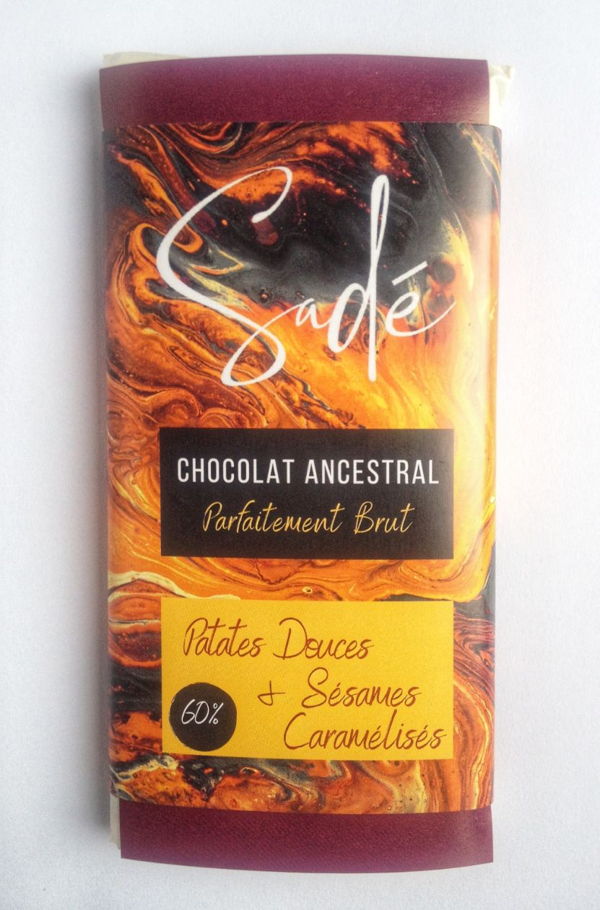 Sadé
CHOCOLAT ANCESTRAL
Parfaitement Brut
Patates Douces
+ Sésames
Caramélisés
60%